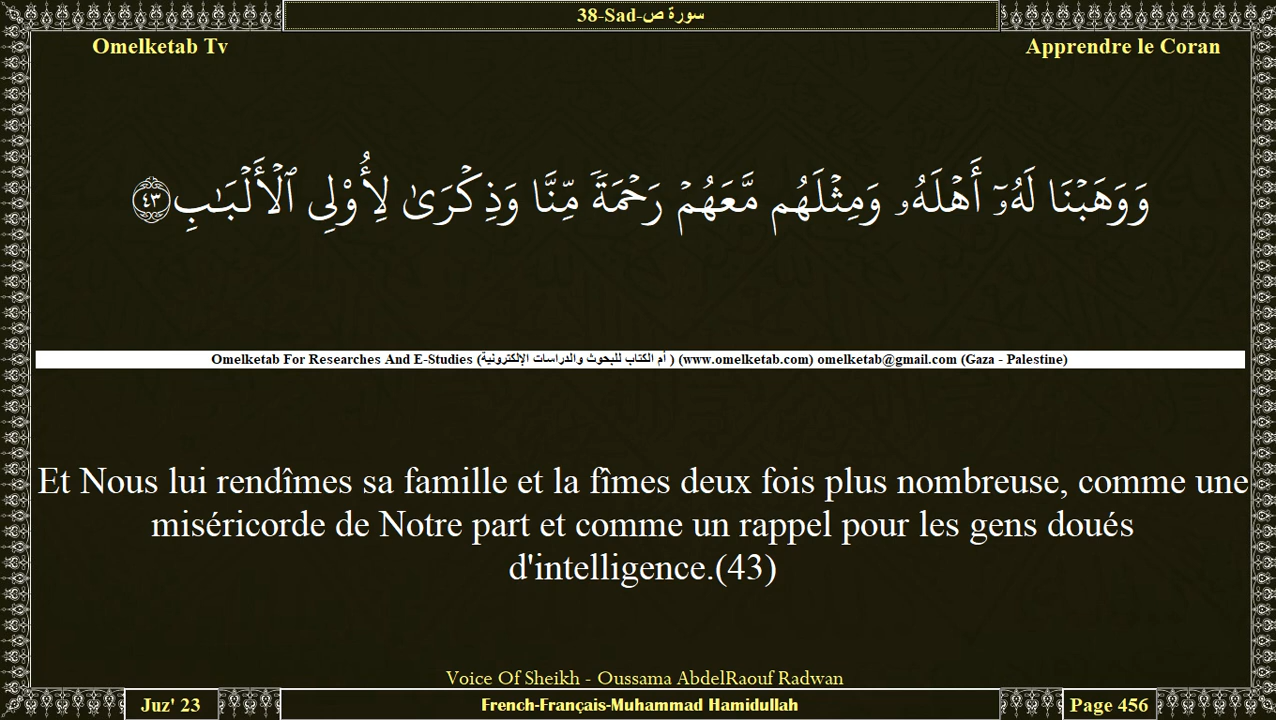 38-Sad-سورة ص
Omelketab Tv
Apprendre le Coran
وَوَهَبْنَا لَهُۥٓ أَهْلَهُۥ وَمِثْلَهُم مَّعَهُمْ رَحْمَةً مِّنَّا وَذِكْرَىٰ لِأُو۟لِى ٱلْأَلْبَـٰبِ ﴿٤٣﴾
Omelketab For Researches And E-Studies (أم الكتاب للبحوث والدراسات الإلكترونية ) (www.omelketab.com) omelketab@gmail.com (Gaza - Palestine)
Et Nous lui rendîmes sa famille et la fîmes deux fois plus nombreuse, comme une
miséricorde de Notre part et comme un rappel pour les gens doués
d'intelligence.(43)
Voice Of Sheikh - Oussama AbdelRaouf Radwan
Juz' 23
French-Français-Muhammad Hamidullah
Page 456